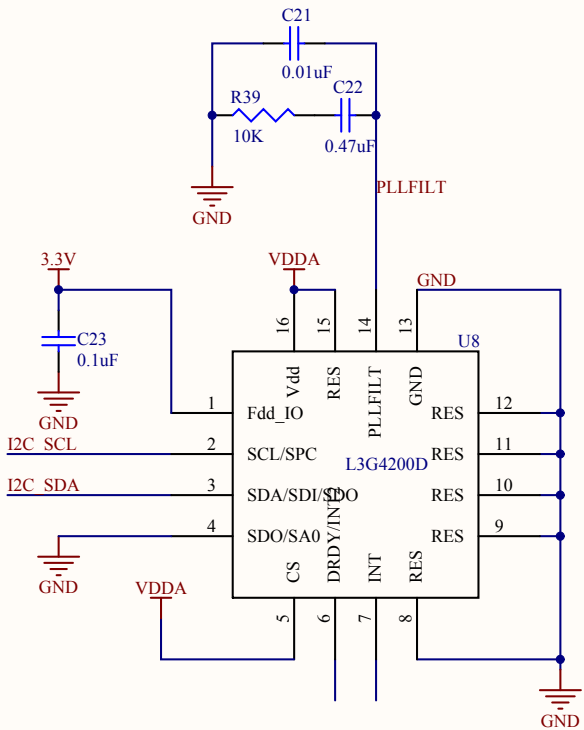 C21
0.01uF
C22
R39
10K
0.47uF
PLLFILT
GND
3.3V
VDDA
GND
C23
0.1uF
16
15
14
13
U8
Vdd
RES
PLLFILT
GND
GND
1
Fdd_IO
RES
12
I2C_SCL
2
SCL/SPC
L3G4200D
RES
11
I2C_SDA
3
SDA/SDI/SDO
RES
10
4
SDO/SA0
RES
9
GND
CS
DRDY/INT2
INT
RES
VDDA
5
6
7
8
GND